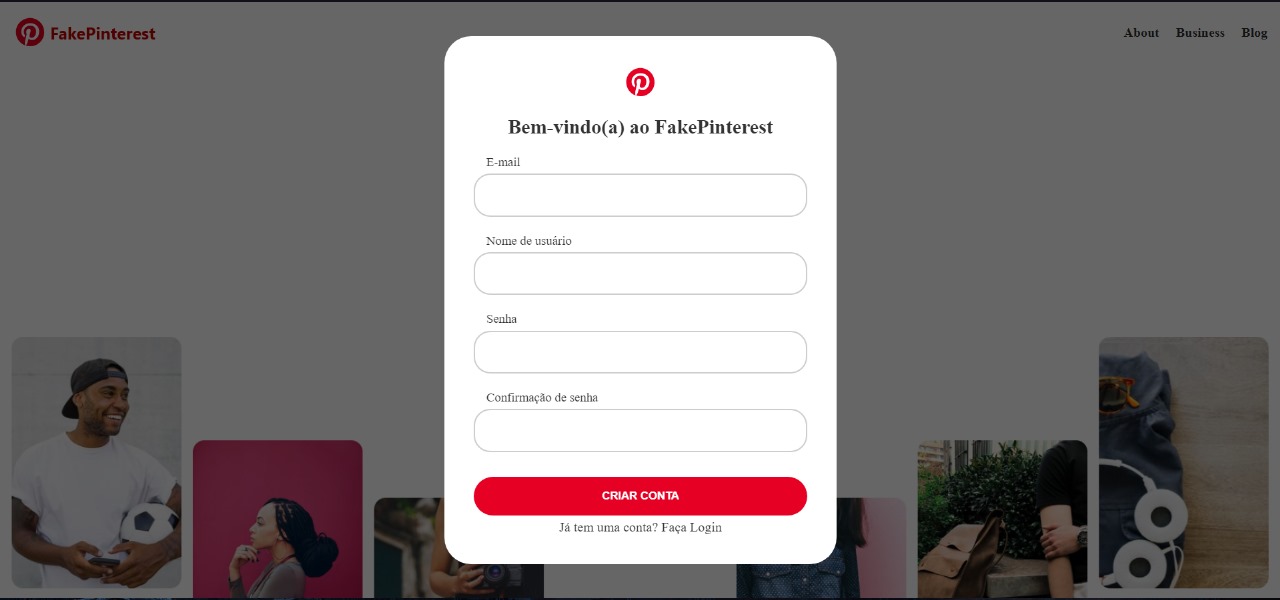 FakePinterest
About Business Blog
Bem-vindo(a) ao FakePinterest
E-mail
Nome de usuário
Senha
Confirmação de senha
CRIAR CONTA
Já tem uma conta? Faça Login